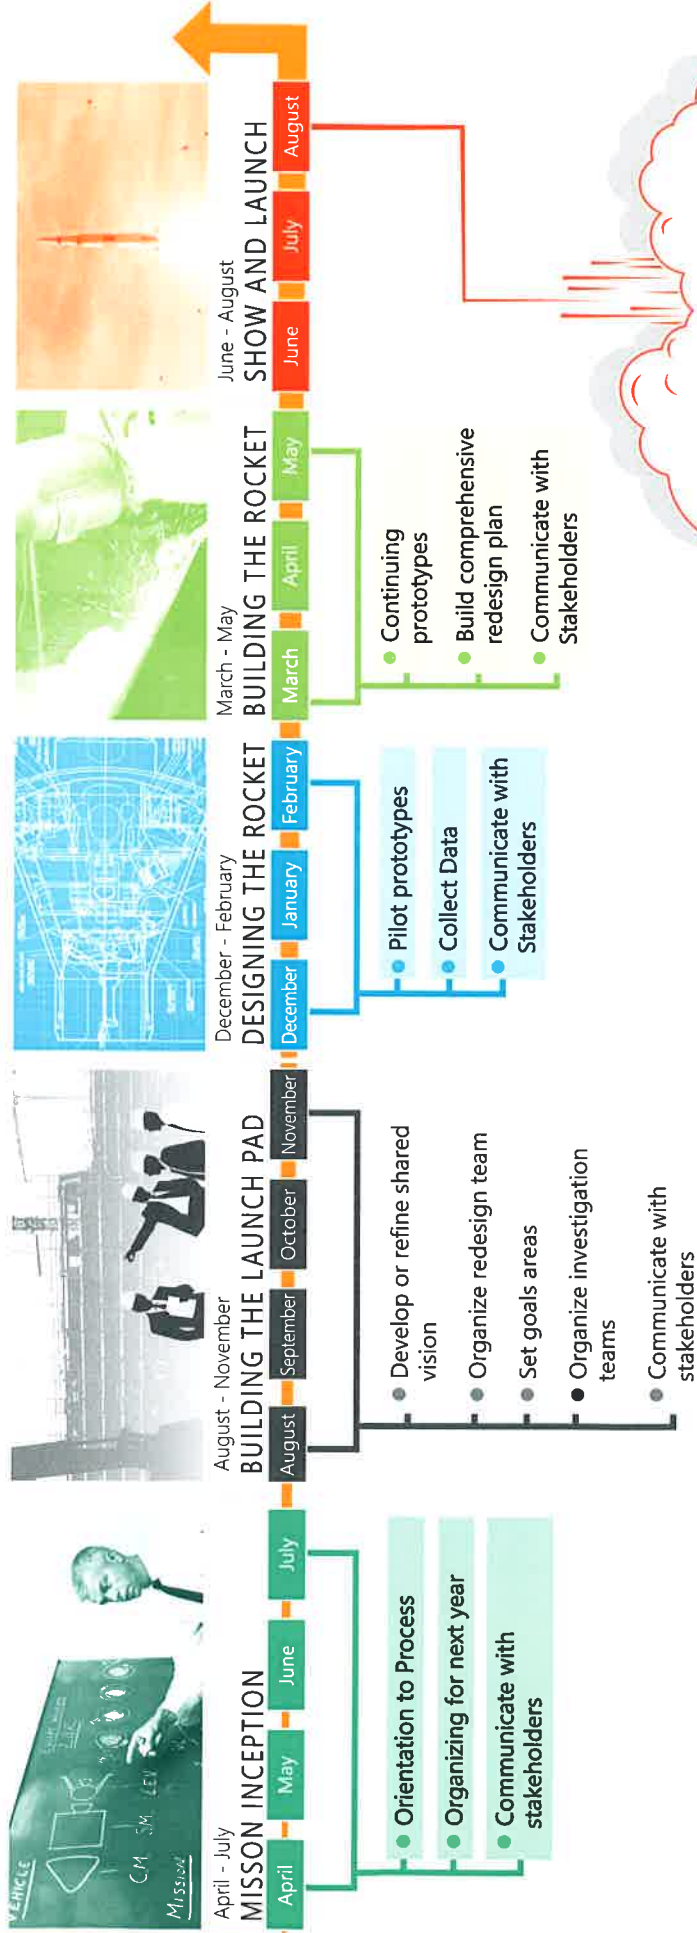 VEHICLE
CM SM LEM
MISSION
April - July
MISSON INCEPTION
April
May
June
July
Orientation to Process
Organizing for next year
Communicate with
stakeholders
August - November
BUILDING THE LAUNCH PAD
August
September
October
November
Develop or refine shared
vision
Organize redesign team
Set goals areas
Organize investigation
teams
Communicate with
stakeholders
December - February
DESIGNING THE ROCKET
December
January
February
Pilot prototypes
Collect Data
Communicate with
Stakeholders
March - May
BUILDING THE ROCKET
March
April
May
Continuing
prototypes
Build comprehensive
redesign plan
Communicate with
Stakeholders
June - August
SHOW AND LAUNCH
June
July
August